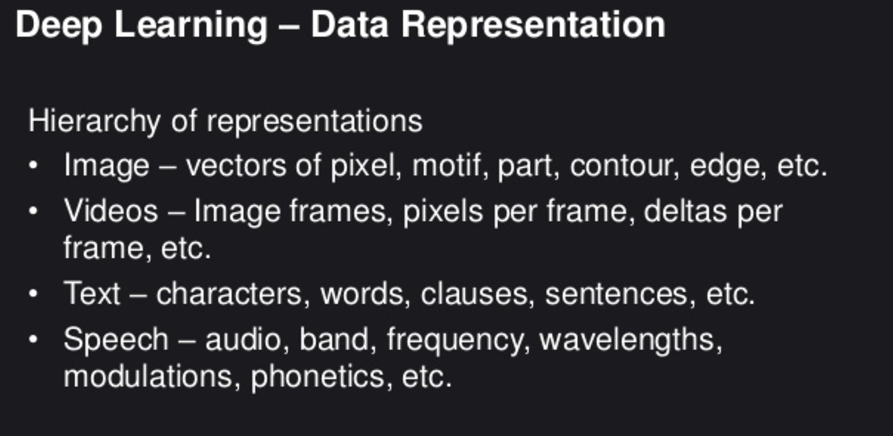 Deep Learning – Data Representation
Hierarchy of representations
• Image – vectors of pixel, motif, part, contour, edge, etc.
• Videos – Image frames, pixels per frame, deltas per
frame, etc.
• Text – characters, words, clauses, sentences, etc.
• Speech – audio, band, frequency, wavelengths,
modulations, phonetics, etc.